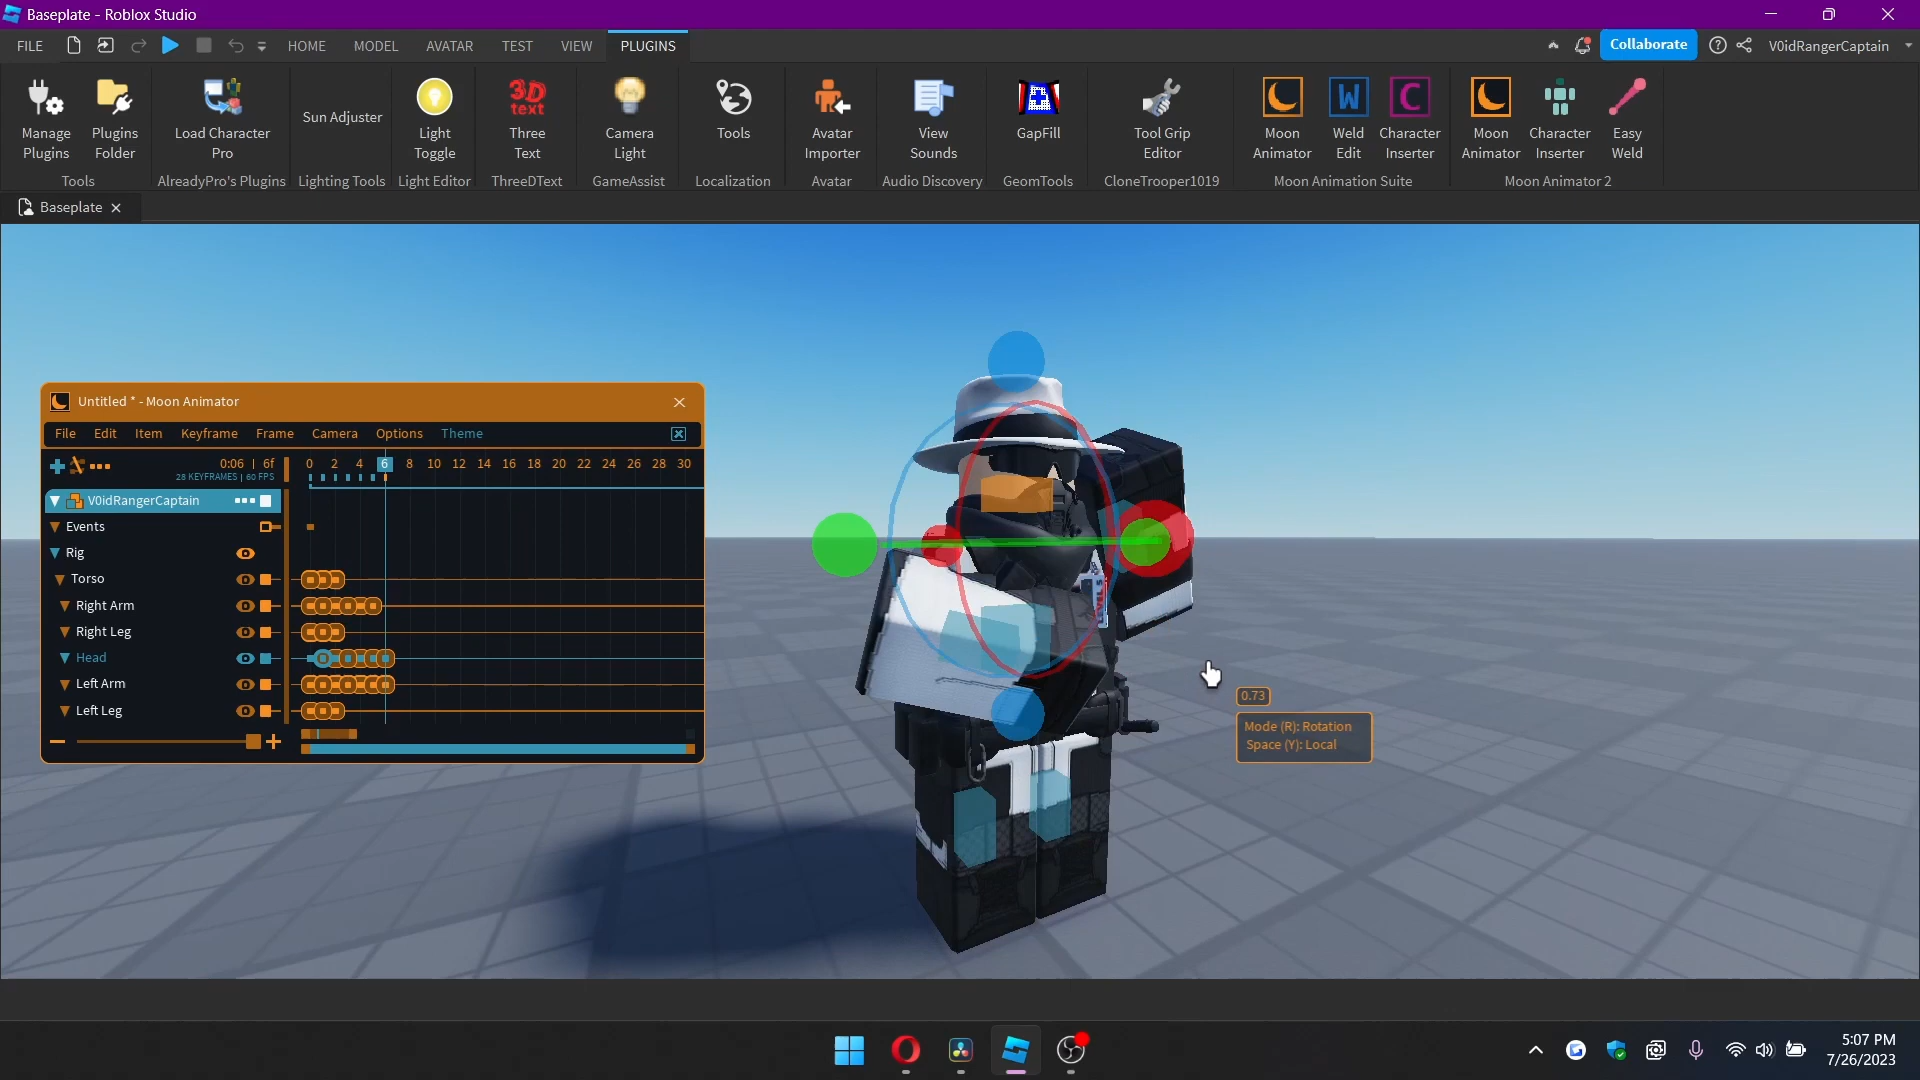 Baseplate - Roblox Studio
FILE
HOME
MODEL
AVATAR
TEST
VIEW
PLUGINS
Collaborate
V0idRangerCaptain
Manage
Plugins
Plugins
Folder
Tools
Load Character
Pro
AlreadyPro's Plugins
Sun Adjuster
Lighting Tools
Light
Toggle
Light Editor
3D
text
Three
Text
ThreeDText
Camera
Light
GameAssist
Tools
Localization
Avatar
Importer
Avatar
View
Sounds
Audio Discovery
GapFill
GeomTools
Tool Grip
Editor
CloneTrooper1019
Moon
Animator
W
Weld
Edit
C
Character
Inserter
Moon Animation Suite
Moon
Animator
Character
Inserter
Easy
Weld
Moon Animator 2
Baseplate
Untitled * - Moon Animator
File Edit Item Keyframe Frame Camera Options Theme
0:06 | 6f
28 KEYFRAMES | 60 FPS
0 2 4 6 8 10 12 14 16 18 20 22 24 26 28 30
V0idRangerCaptain
Events
Rig
Torso
Right Arm
Right Leg
Head
Left Arm
Left Leg
0.73
Mode (R): Rotation
Space (Y): Local
5:07 PM
7/26/2023